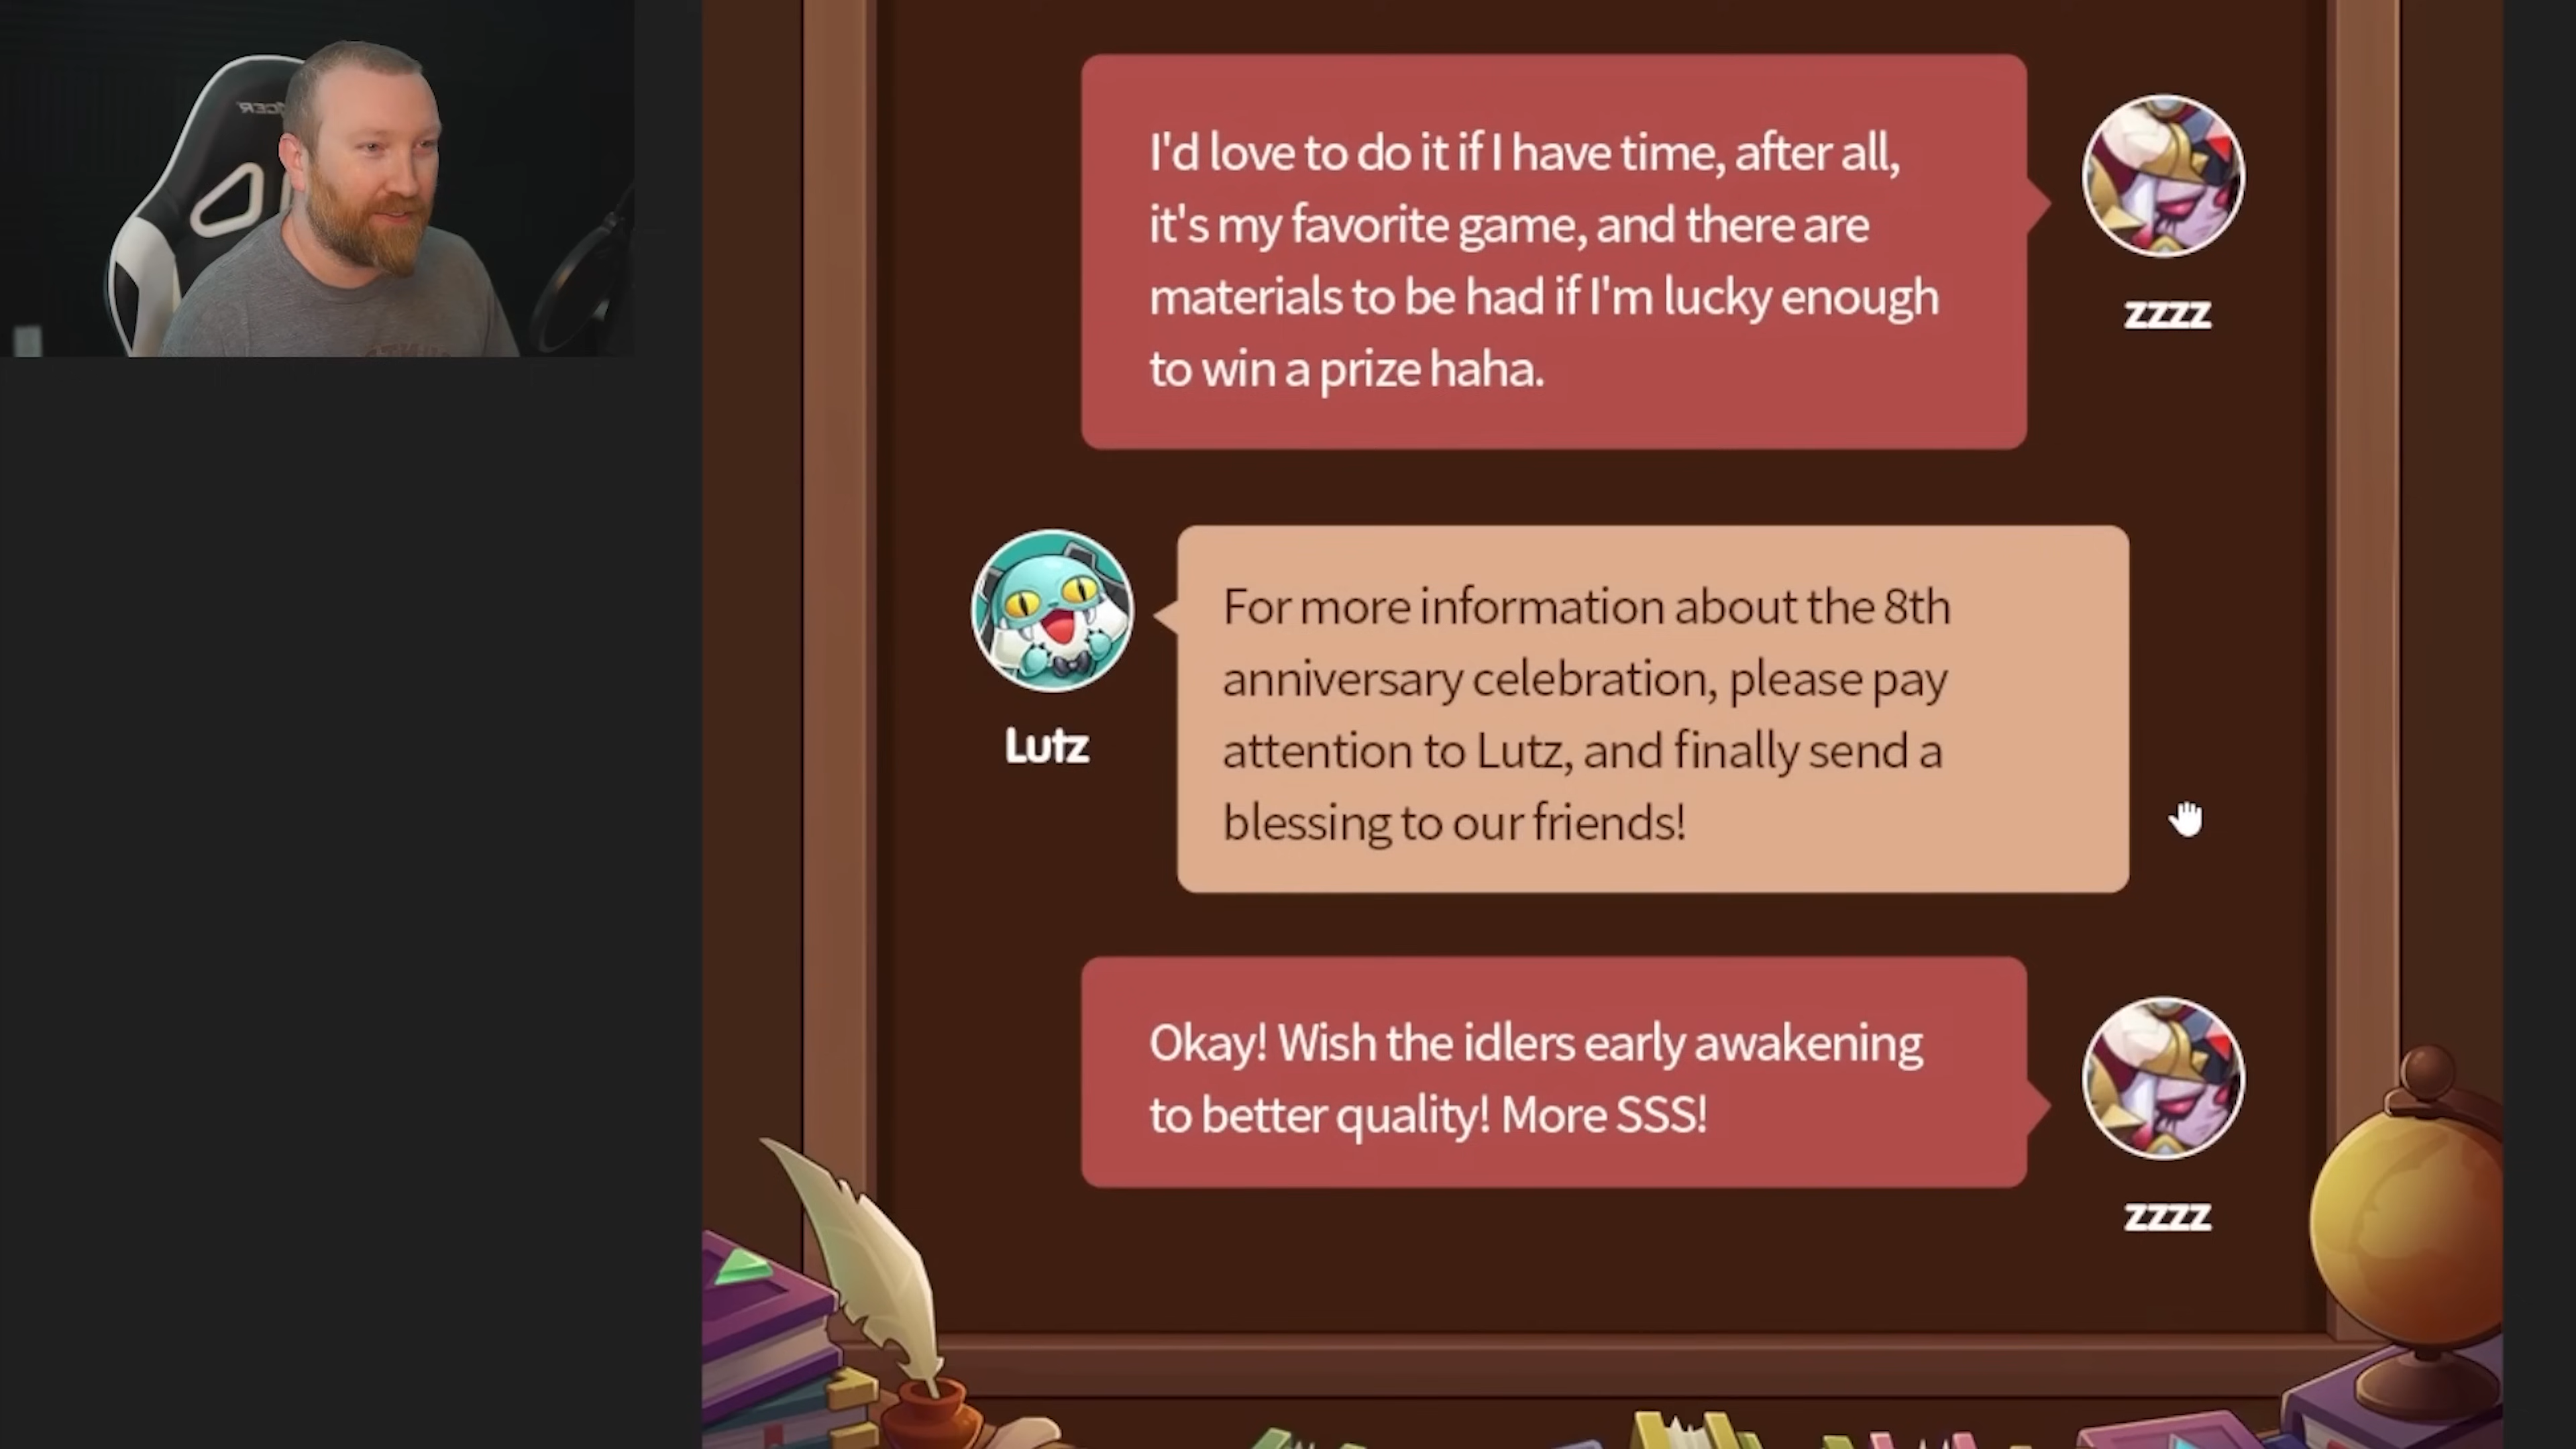 I'd love to do it if I have time, after all,
it's my favorite game, and there are
materials to be had if I'm lucky enough
to win a prize haha.
zzzz
For more information about the 8th
anniversary celebration, please pay
attention to Lutz, and finally send a
blessing to our friends!
Lutz
Okay! Wish the idlers early awakening
to better quality! More SSS!
zzzz